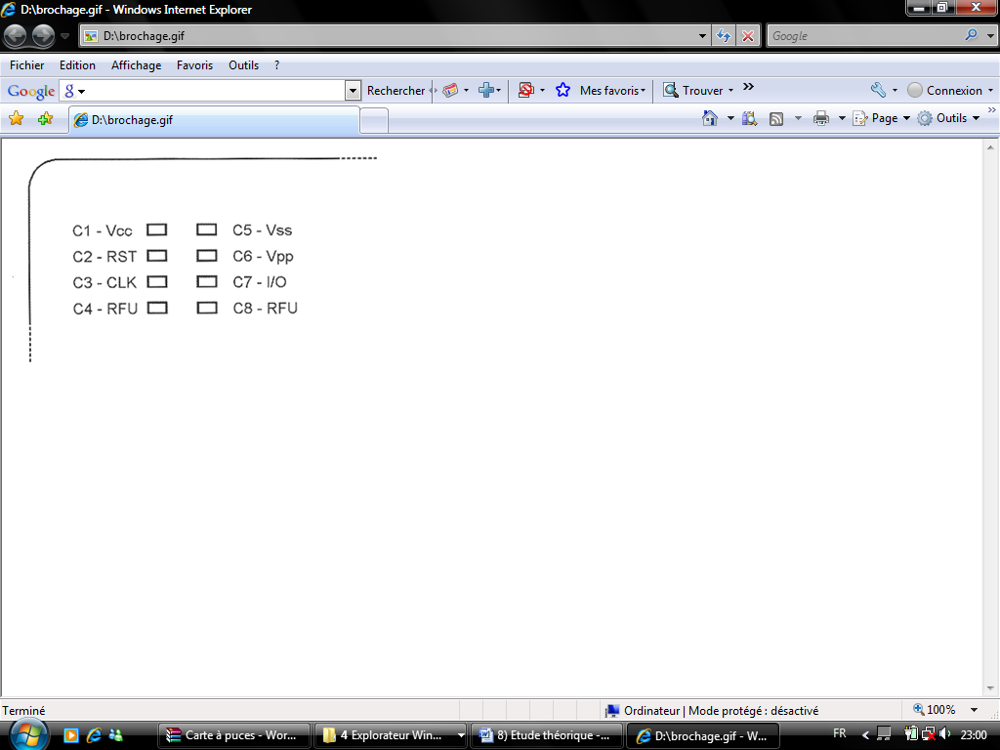 D:\brochage.gif - Windows Internet Explorer
D:\brochage.gif
Google
Fichier Edition Affichage Favoris Outils ?
Google g Rechercher Mes favoris Trouver » Connexion
D:\brochage.gif Page Outils »
C1 - Vcc C5 - Vss
C2 - RST C6 - Vpp
C3 - CLK C7 - I/O
C4 - RFU C8 - RFU
Terminé Ordinateur | Mode protégé : désactivé 100%
Carte à puces - Wor... 4 Explorateur Win... 8) Etude théorique -... D:\brochage.gif - W... FR 23:00